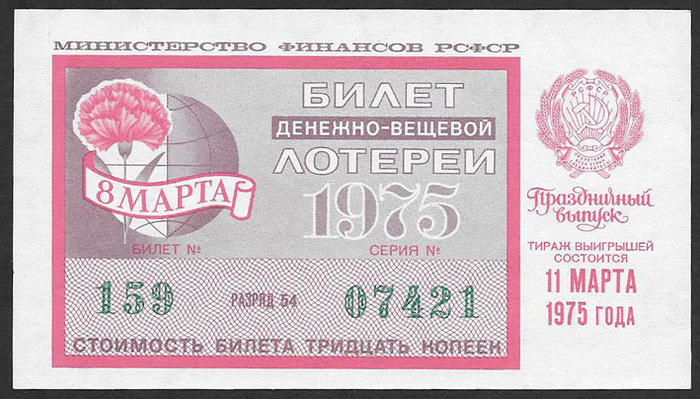 МИНИСТЕРСТВО ФИНАНСОВ РСФСР
БИЛЕТ
ДЕНЕЖНО-ВЕЩЕВОЙ
ЛОТЕРЕИ
1975
8 МАРТА
БИЛЕТ №
СЕРИЯ №
159
РАЗРЯД 54
07421
СТОИМОСТЬ БИЛЕТА ТРИДЦАТЬ КОПЕЕК
РСФСР
Праздничный
выпуск
ТИРАЖ ВЫИГРЫШЕЙ
СОСТОИТСЯ
11 МАРТА
1975 ГОДА